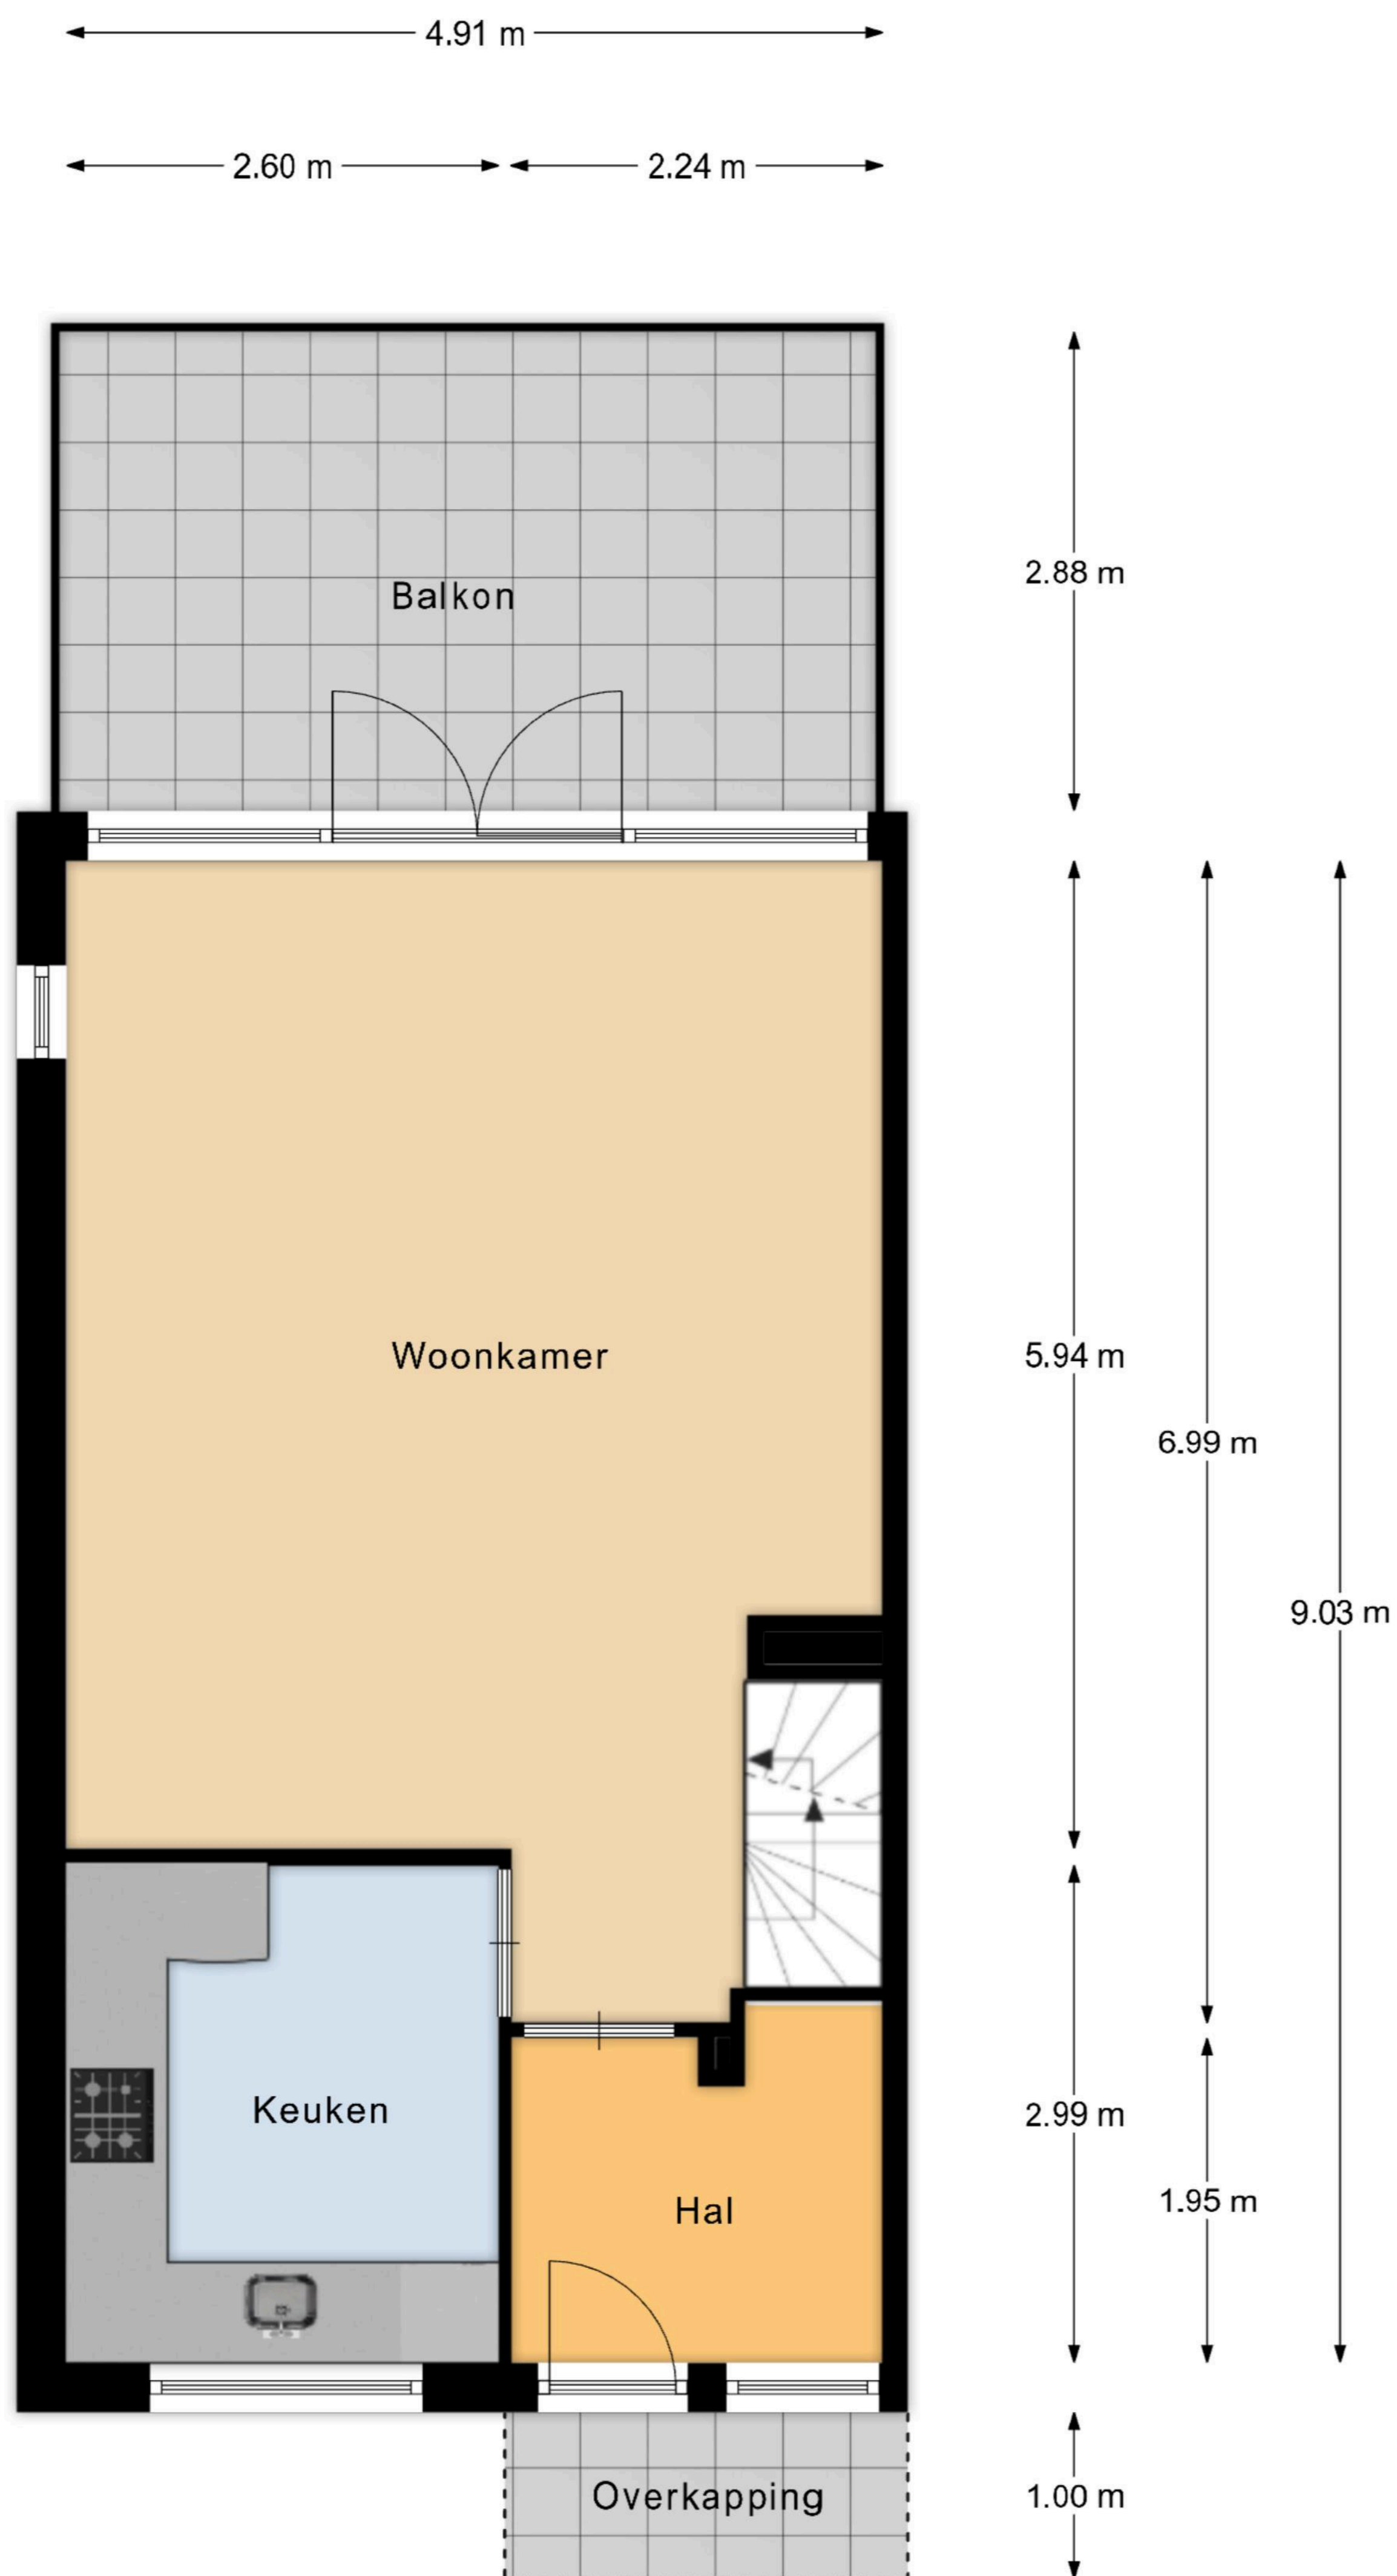 4.91 m
2.60 m
2.24 m
Balkon
2.88 m
Woonkamer
5.94 m
6.99 m
9.03 m
Keuken
2.99 m
Hal
1.95 m
Overkapping
1.00 m